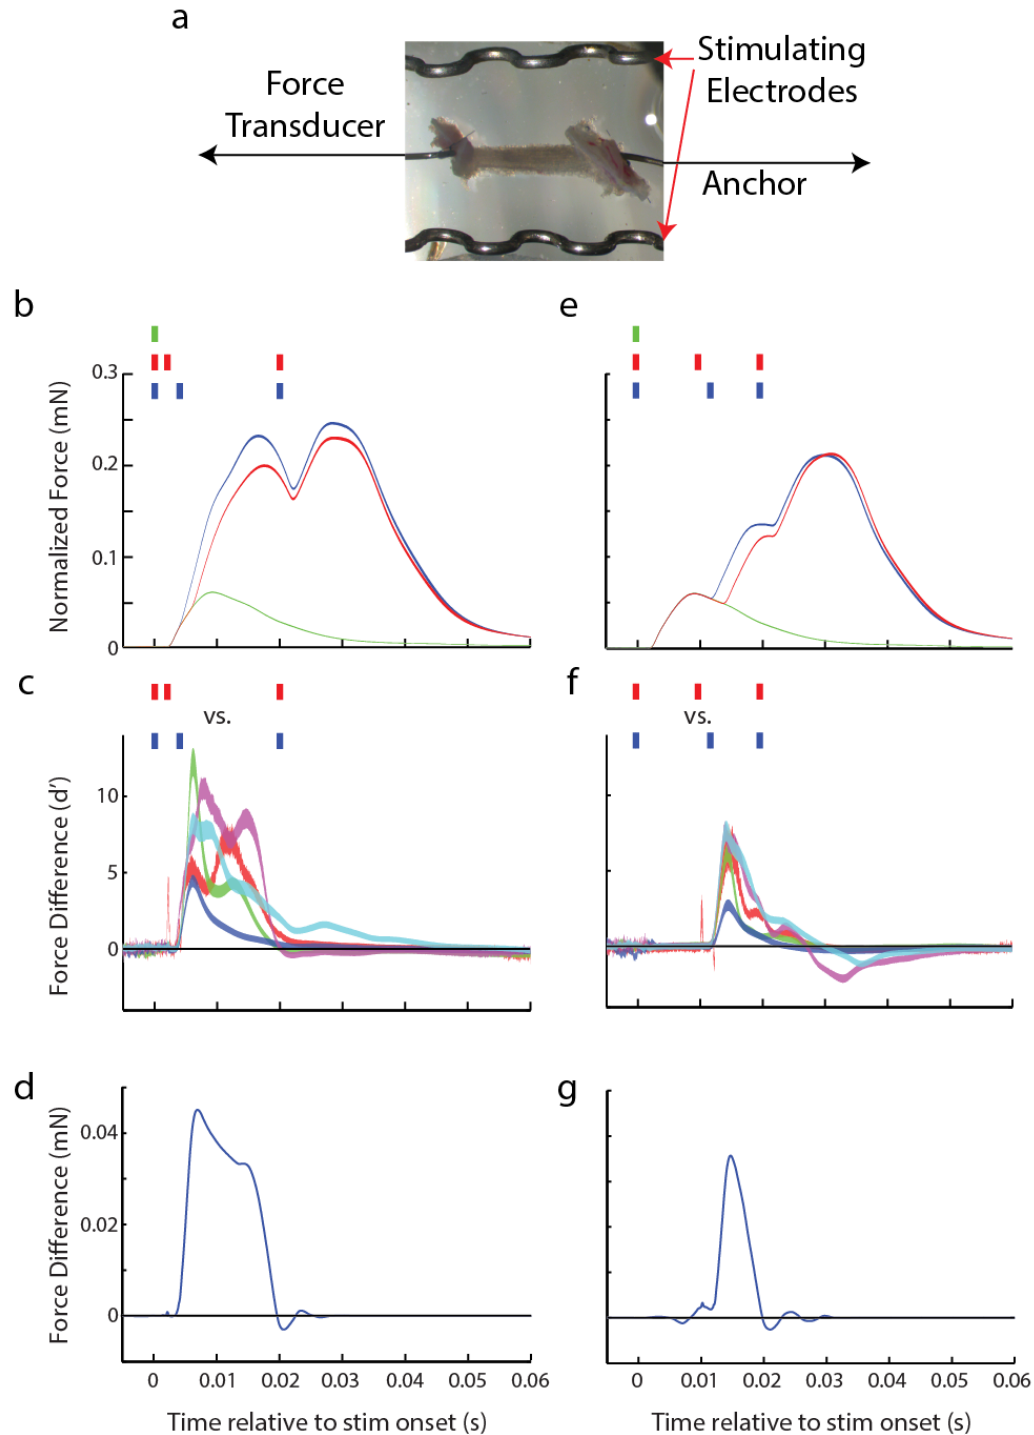 a
Force
Transducer
Stimulating
Electrodes
Anchor
b
e
0.3
0.2
0.1
0
Normalized Force (mN)
c
f
vs.
vs.
10
5
0
Force Difference (d′)
d
g
0.04
0.02
0
Force Difference (mN)
0 0.01 0.02 0.03 0.04 0.05 0.06
0 0.01 0.02 0.03 0.04 0.05 0.06
Time relative to stim onset (s)
Time relative to stim onset (s)